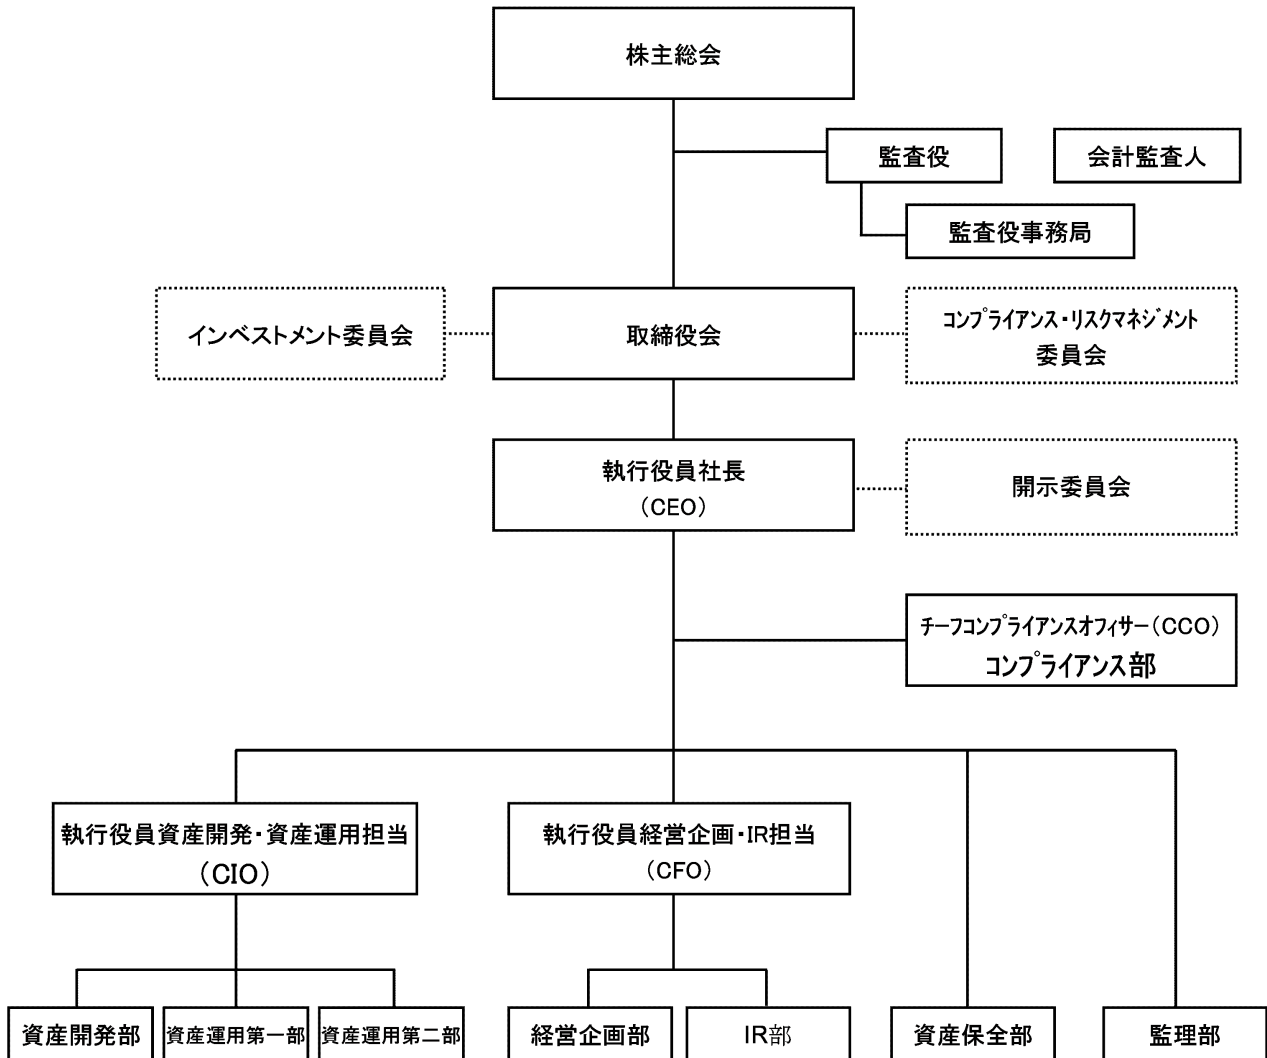 株主総会
監査役
会計監査人
監査役事務局
インベストメント委員会
取締役会
コンプライアンス・リスクマネジメント
委員会
執行役員社長
（CEO）
開示委員会
チーフコンプライアンスオフィサー（CCO）
コンプライアンス部
執行役員資産開発・資産運用担当
（CIO）
執行役員経営企画・IR担当
（CFO）
資産開発部
資産運用第一部
資産運用第二部
経営企画部
IR部
資産保全部
監理部